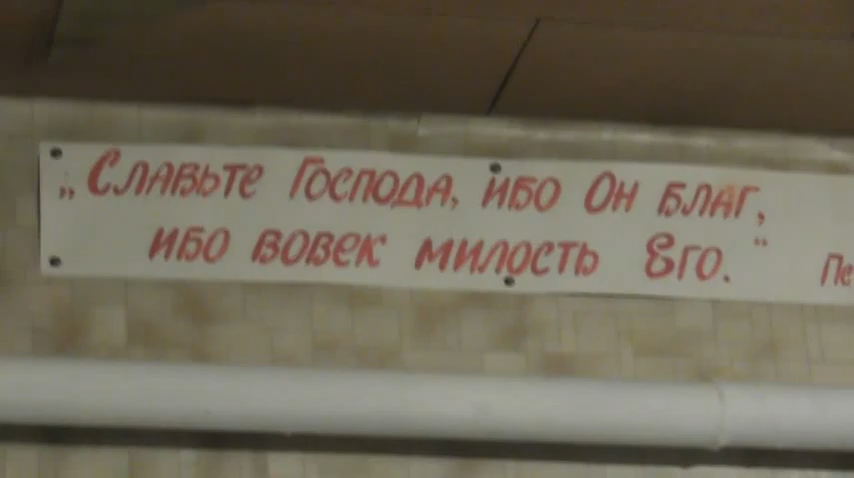 „Славьте Господа, ибо Он благ,
ибо вовек милость Его.“